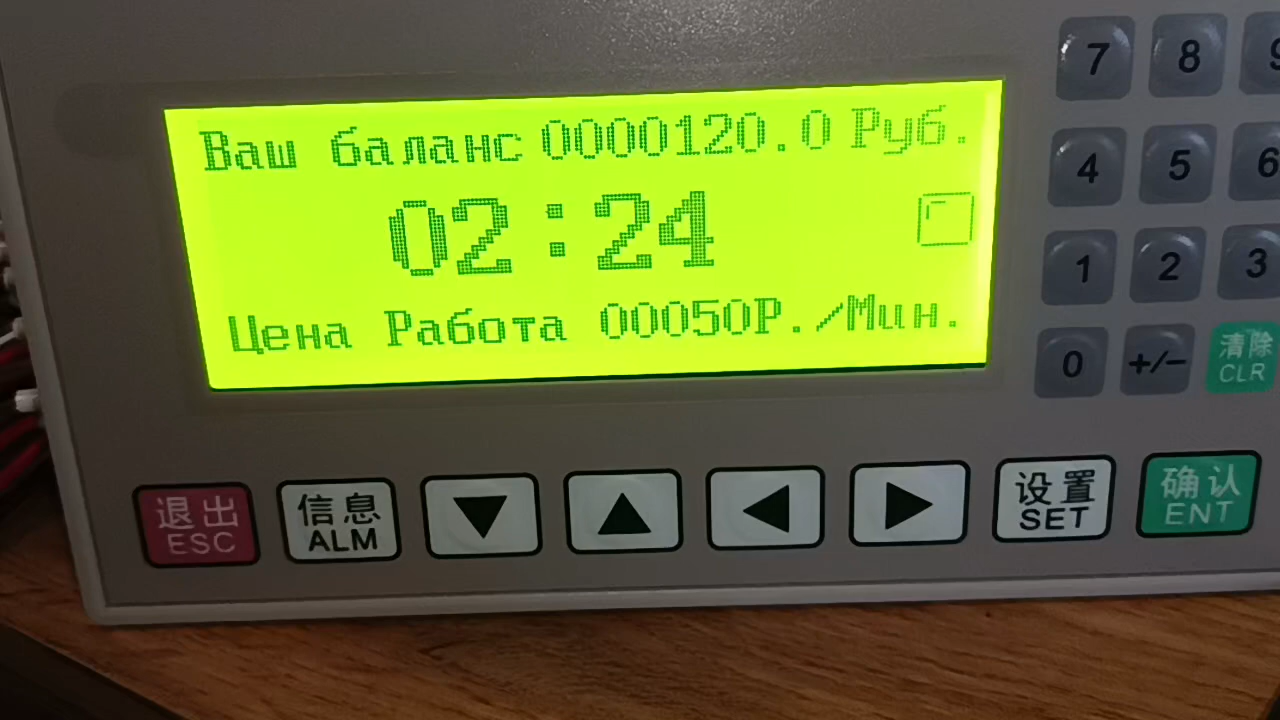 Ваш баланс 0000120.0 Руб.
02:24
Цена Работа 00050Р./Мин.
7 8 9
4 5 6
1 2 3
0 +/− 清除 CLR
退出 ESC
信息 ALM
▼ ▲ ◀ ▶
设置 SET
确认 ENT